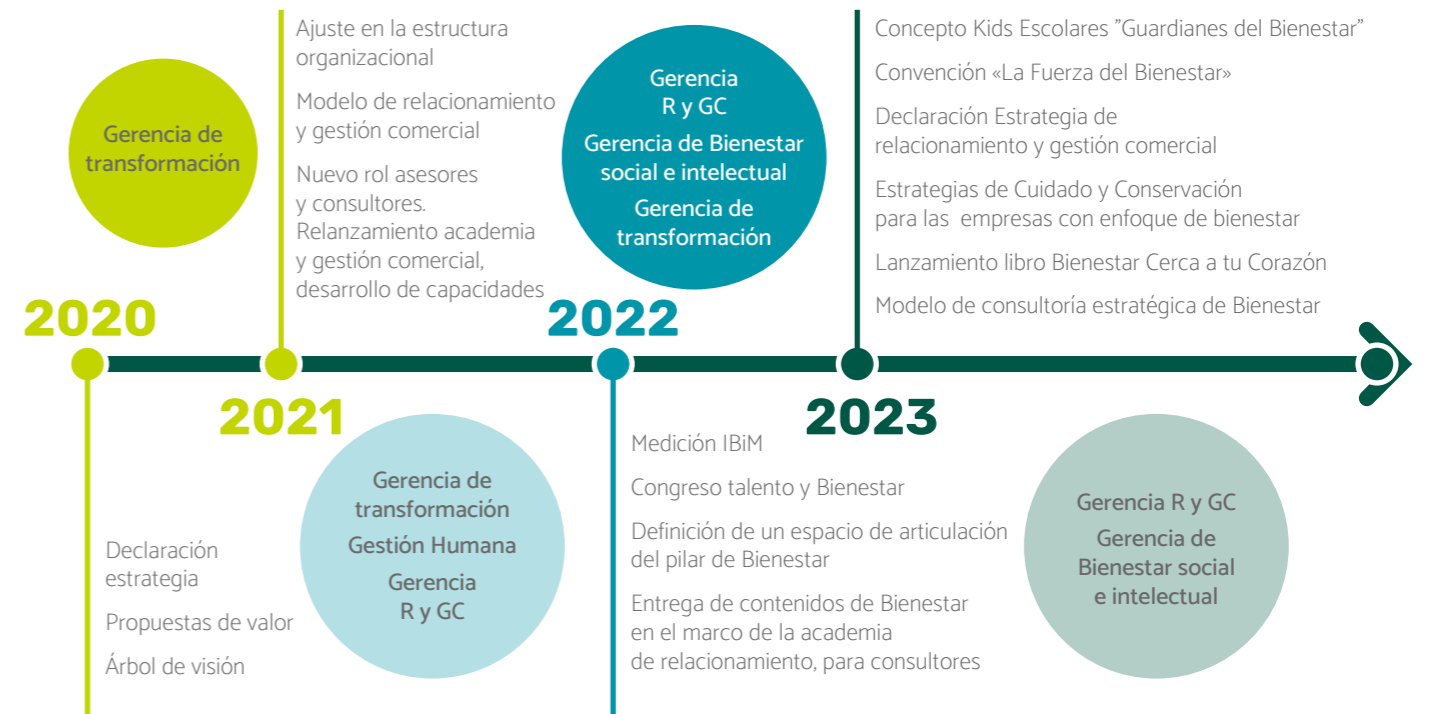 2020
Gerencia de
transformación
Declaración
estrategia
Propuestas de valor
Árbol de visión
2021
Ajuste en la estructura
organizacional
Modelo de relacionamiento
y gestión comercial
Nuevo rol asesores
y consultores.
Relanzamiento academia
y gestión comercial,
desarrollo de capacidades
Gerencia de
transformación
Gestión Humana
Gerencia
R y GC
2022
Gerencia
R y GC
Gerencia de Bienestar
social e intelectual
Gerencia de
transformación
Medición IBiM
Congreso talento y Bienestar
Definición de un espacio de articulación
del pilar de Bienestar
Entrega de contenidos de Bienestar
en el marco de la academia
de relacionamiento, para consultores
2023
Concepto Kids Escolares ”Guardianes del Bienestar”
Convención «La Fuerza del Bienestar»
Declaración Estrategia de
relacionamiento y gestión comercial
Estrategias de Cuidado y Conservación
para las empresas con enfoque de bienestar
Lanzamiento libro Bienestar Cerca a tu Corazón
Modelo de consultoría estratégica de Bienestar
Gerencia R y GC
Gerencia de
Bienestar social
e intelectual